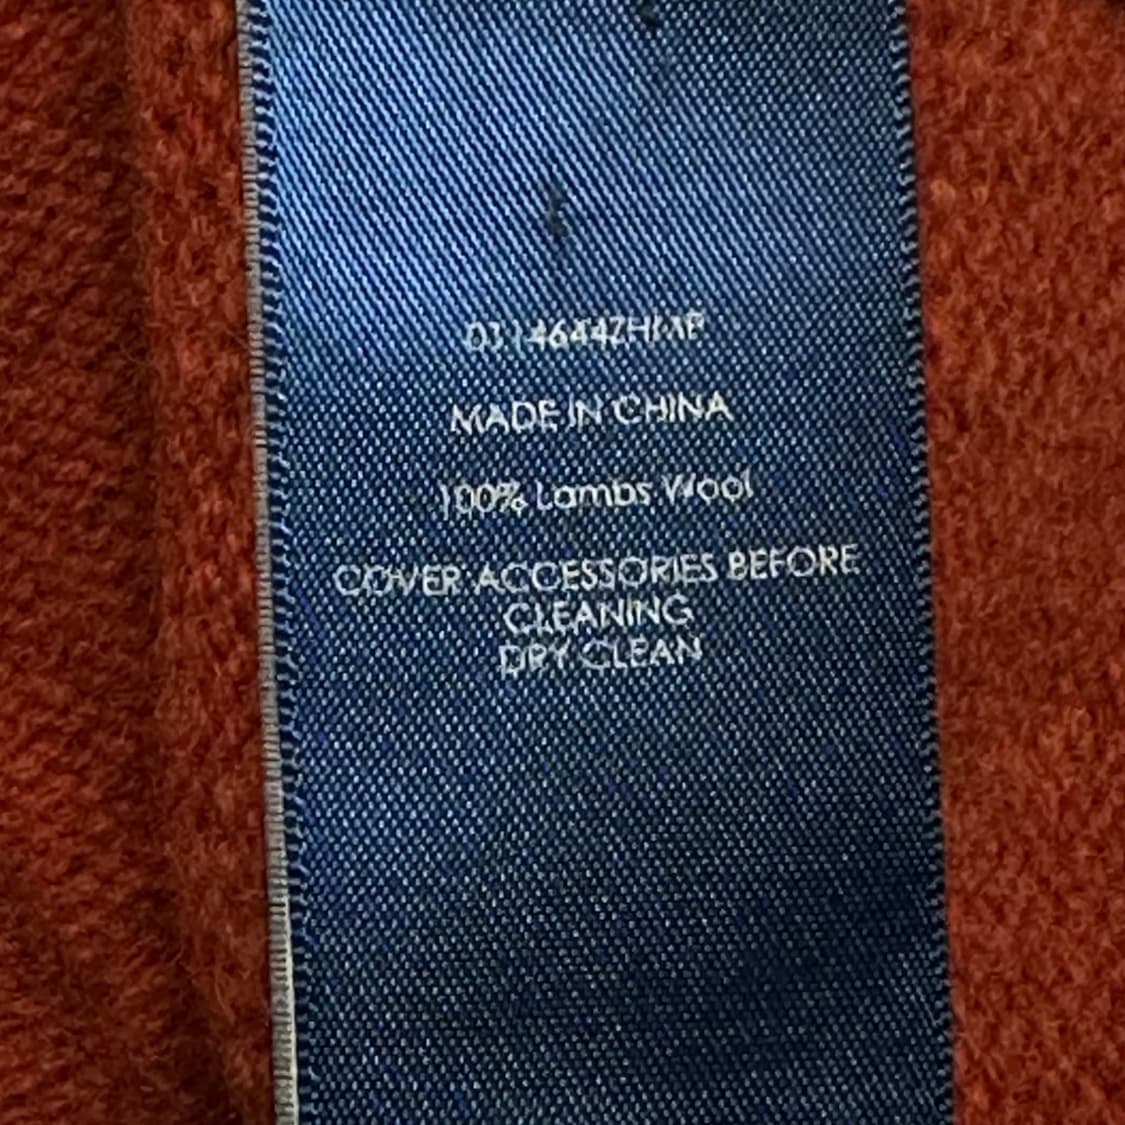 MADE IN CHINA
100% Lambs Wool
COVER ACCESSORIES BEFORE
CLEANING
DRY CLEAN